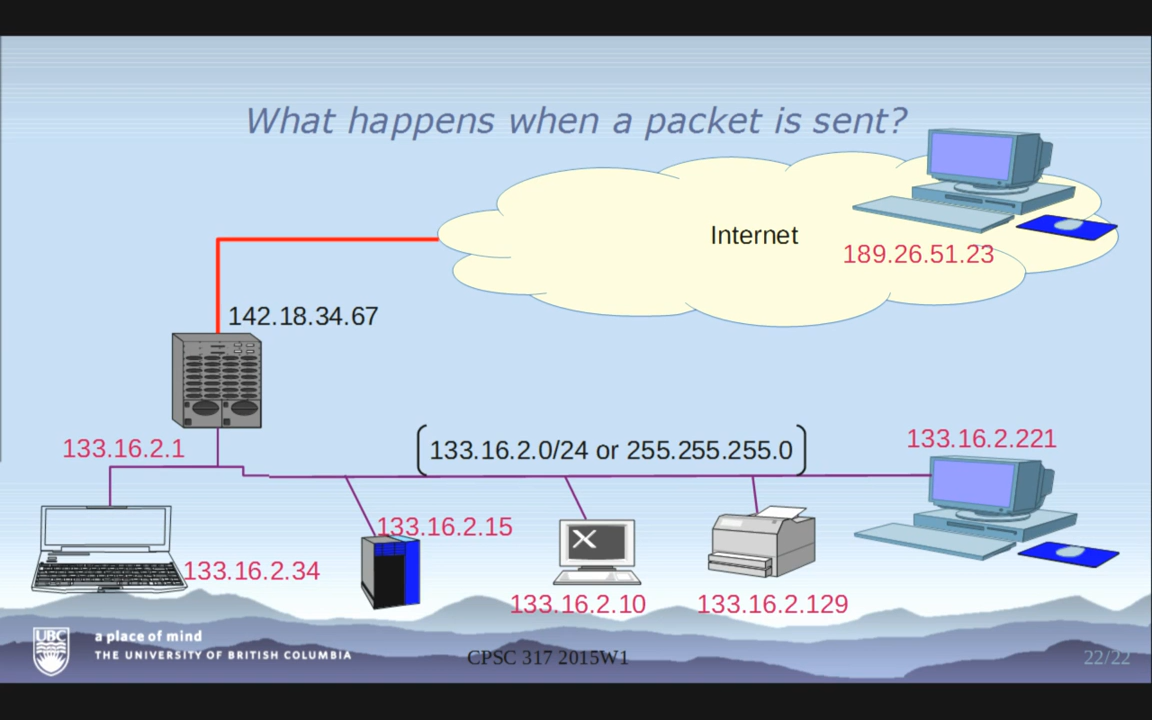 What happens when a packet is sent?
Internet
189.26.51.23
142.18.34.67
133.16.2.1
133.16.2.0/24 or 255.255.255.0
133.16.2.221
133.16.2.15
133.16.2.34
133.16.2.10
133.16.2.129
UBC
a place of mind
THE UNIVERSITY OF BRITISH COLUMBIA
CPSC 317 2015W1
22/22